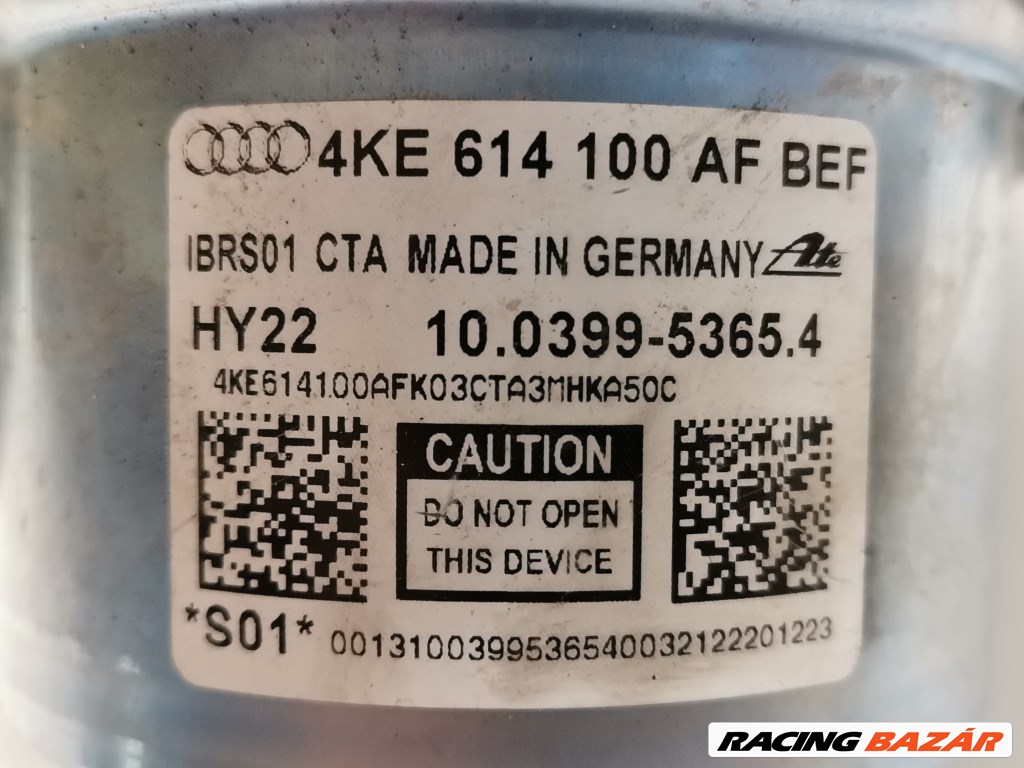 4KE 614 100 AF BEF
IBRS01 CTA MADE IN GERMANY Ate
HY22 10.0399-5365.4
4KE614100AFK03CTA3MHKA50C
CAUTION
DO NOT OPEN
THIS DEVICE
*S01* 0013100399536540032122201223
RACING BAZÁR